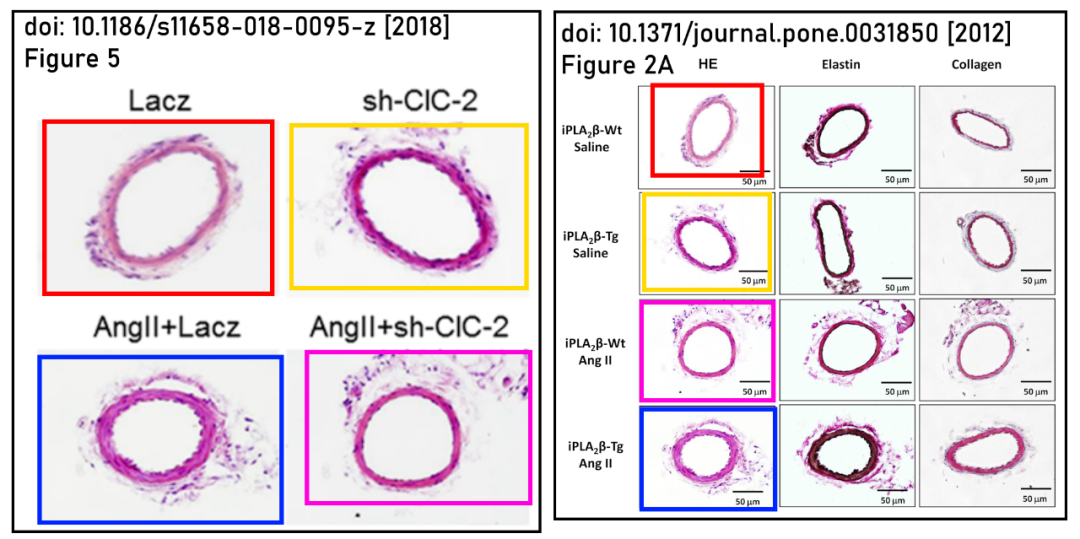 doi: 10.1186/s11658-018-0095-z [2018]
Figure 5
Lacz
sh-ClC-2
AngII+Lacz
AngII+sh-ClC-2
doi: 10.1371/journal.pone.0031850 [2012]
Figure 2A
HE
Elastin
Collagen
iPLA₂β-Wt
Saline
50 µm
50 µm
50 µm
iPLA₂β-Tg
Saline
50 µm
50 µm
50 µm
iPLA₂β-Wt
Ang II
50 µm
50 µm
50 µm
iPLA₂β-Tg
Ang II
50 µm
50 µm
50 µm